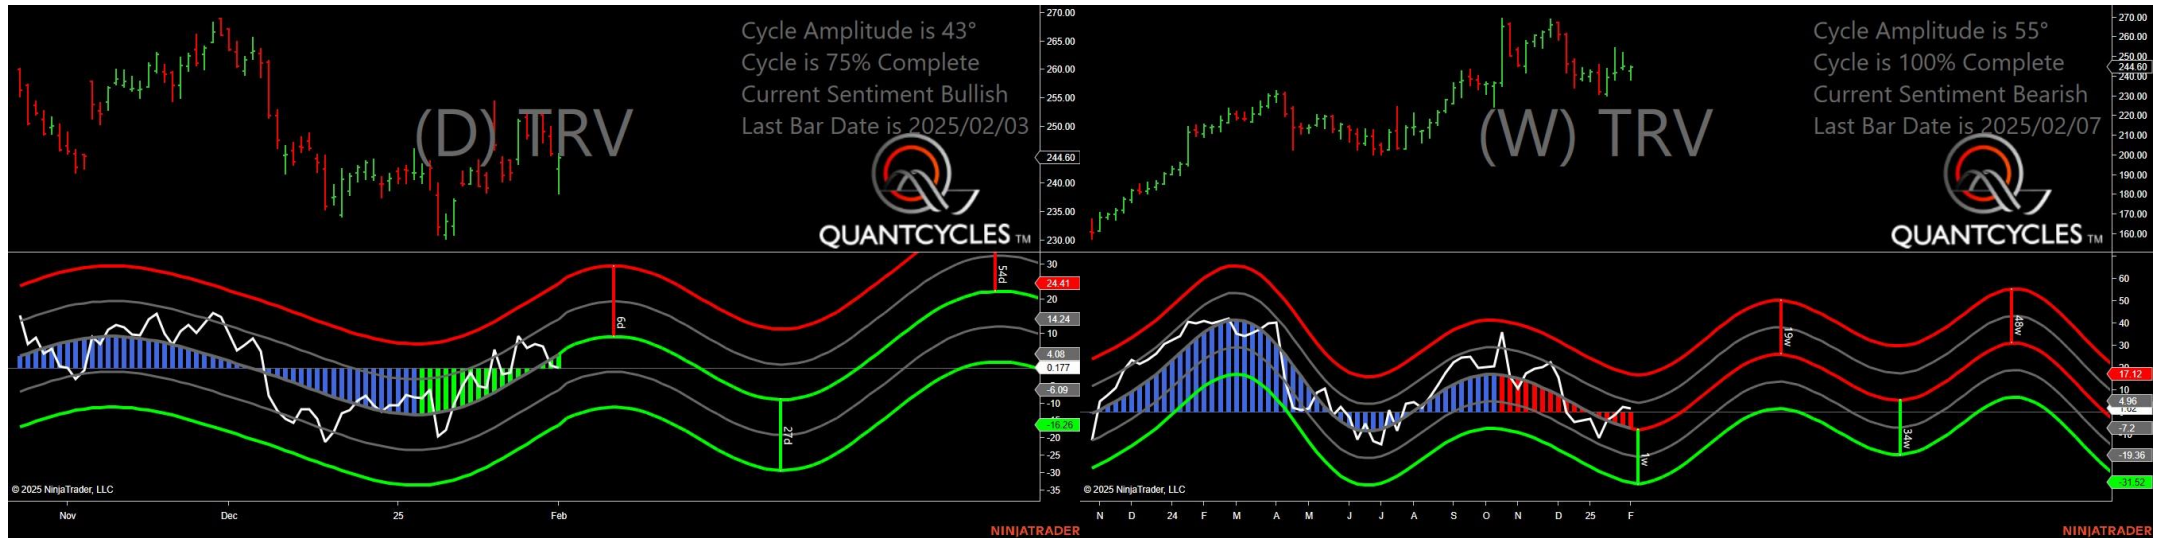 Cycle Amplitude is 43°
Cycle is 75% Complete
Current Sentiment Bullish
Last Bar Date is 2025/02/03
(D) TRV
QUANTCYCLES TM
270.00
265.00
260.00
255.00
250.00
244.60
240.00
235.00
230.00
30
24.41
20
14.24
10
4.08
0.177
-6.09
-10
-16.26
-20
-25
-30
-35
6d
27d
54d
© 2025 NinjaTrader, LLC
Nov
Dec
25
Feb
NINJATRADER
Cycle Amplitude is 55°
Cycle is 100% Complete
Current Sentiment Bearish
Last Bar Date is 2025/02/07
(W) TRV
QUANTCYCLES TM
270.00
260.00
250.00
244.60
240.00
230.00
220.00
210.00
200.00
190.00
180.00
170.00
160.00
60
50
40
30
17.12
10
4.96
-7.2
-19.36
-31.52
1w
19w
34w
48w
© 2025 NinjaTrader, LLC
N D 24 F M A M J J A S O N D 25 F
NINJATRADER